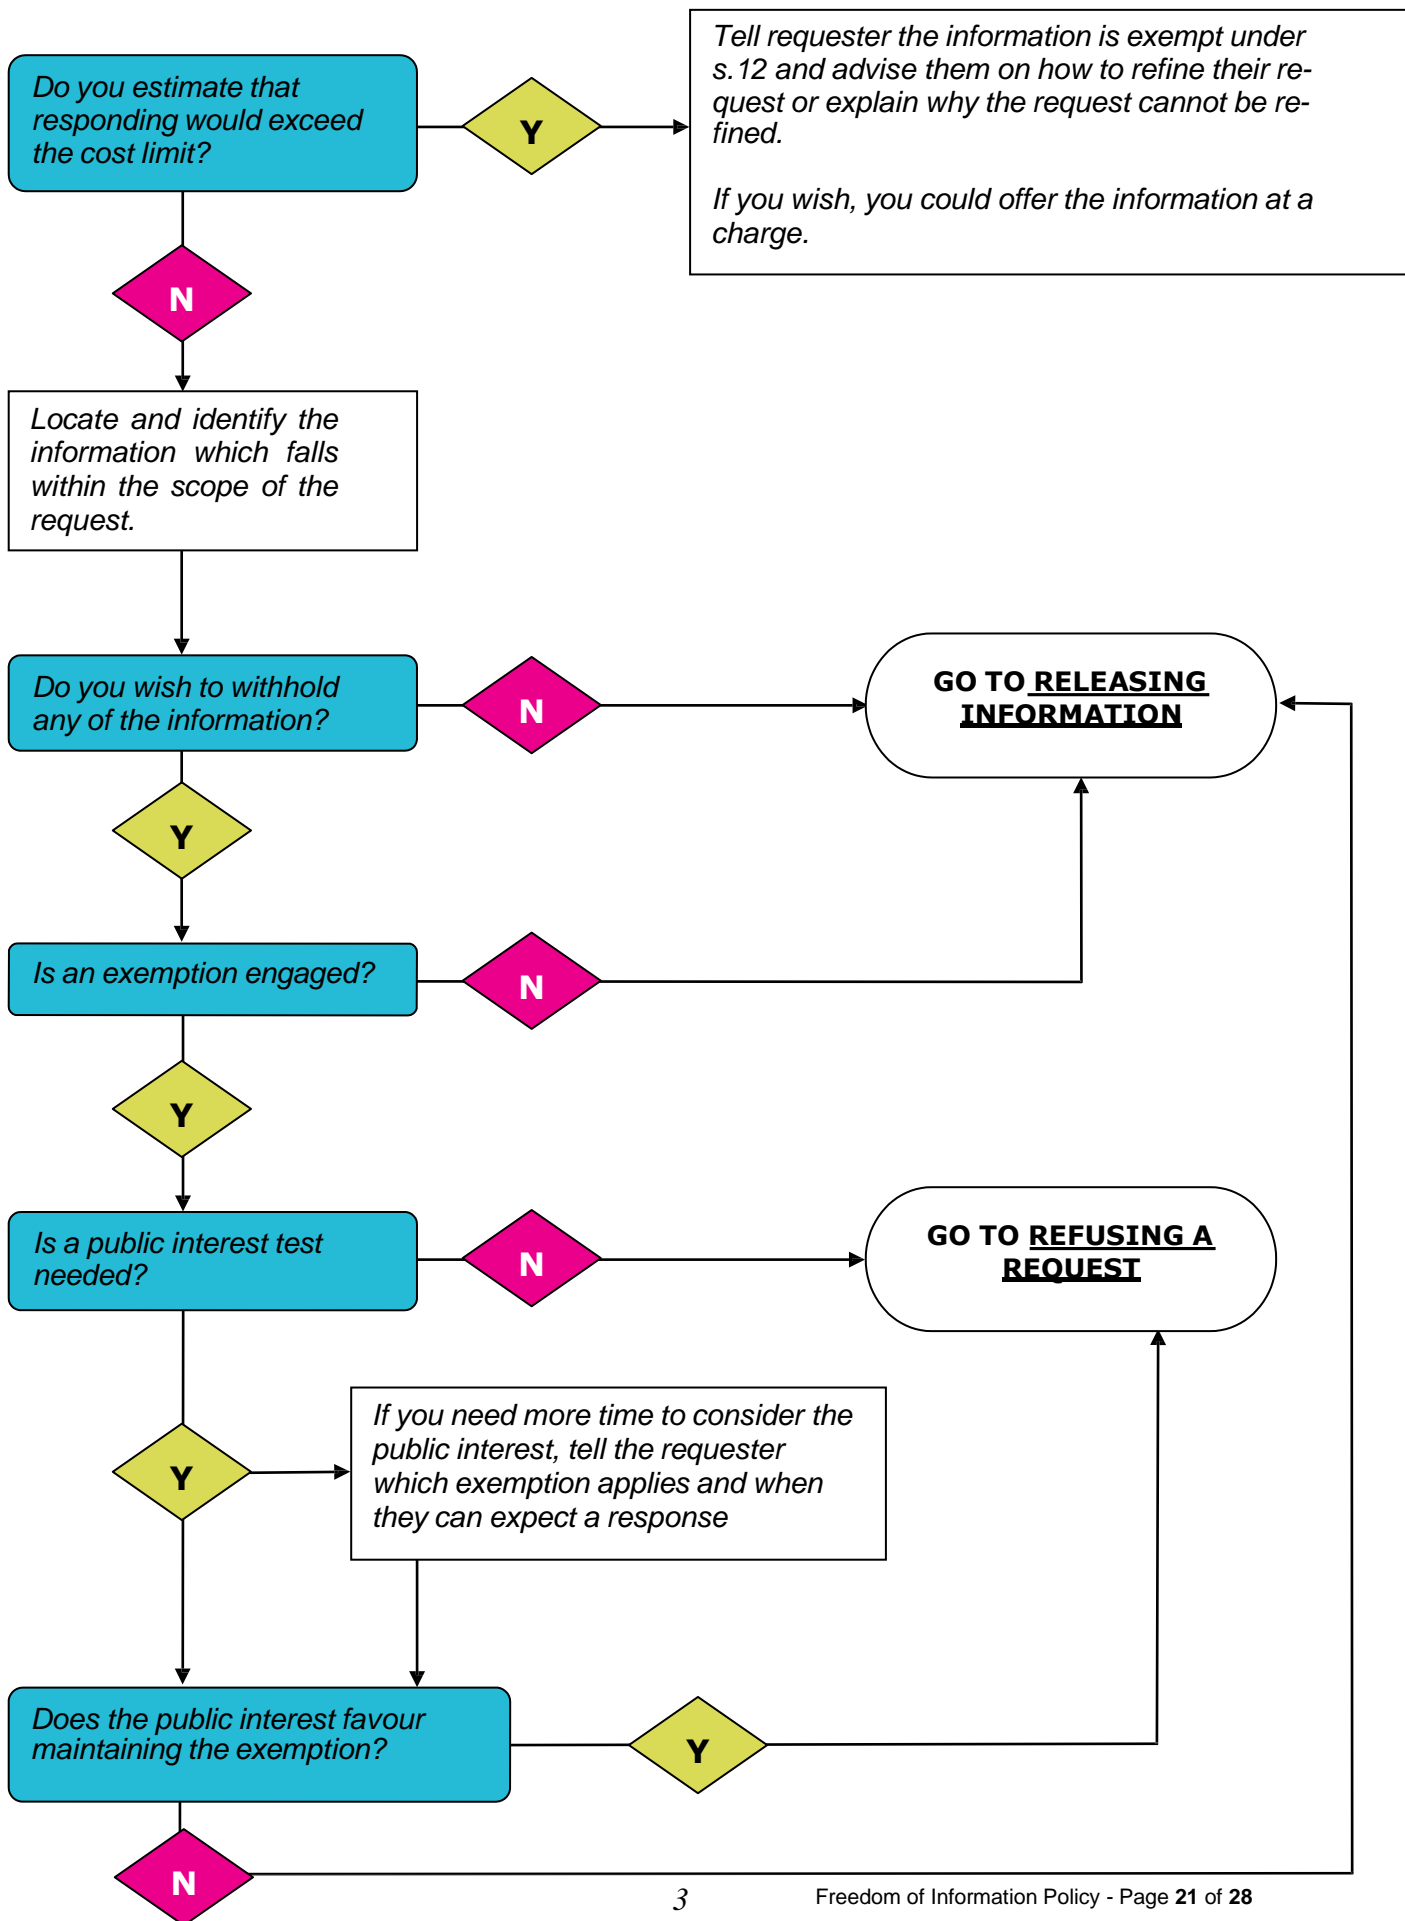 Do you estimate that
responding would exceed
the cost limit?
Y
Tell requester the information is exempt under
s.12 and advise them on how to refine their re-
quest or explain why the request cannot be re-
fined.
If you wish, you could offer the information at a
charge.
N
Locate and identify the
information which falls
within the scope of the
request.
Do you wish to withhold
any of the information?
N
GO TO RELEASING
INFORMATION
Y
Is an exemption engaged?
N
Y
Is a public interest test
needed?
N
GO TO REFUSING A
REQUEST
Y
If you need more time to consider the
public interest, tell the requester
which exemption applies and when
they can expect a response
Does the public interest favour
maintaining the exemption?
Y
N
3
Freedom of Information Policy - Page 21 of 28